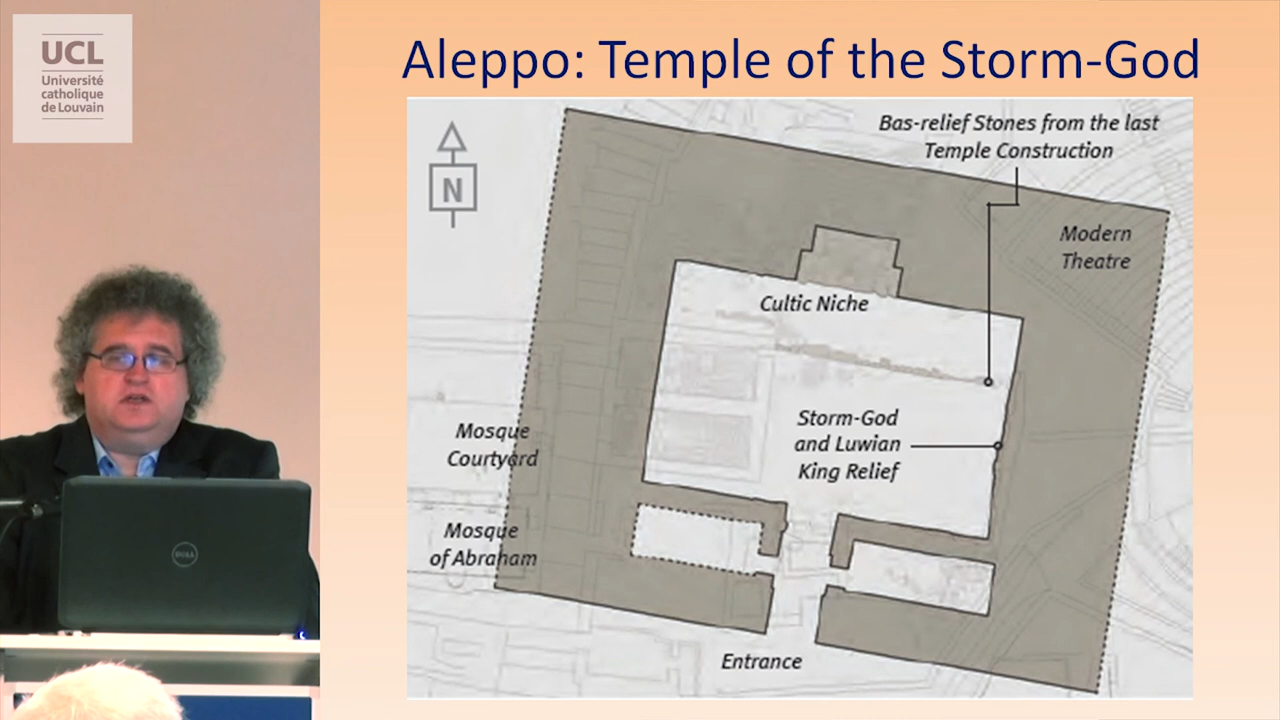 UCL
Université
catholique
de Louvain
Aleppo: Temple of the Storm-God
Bas-relief Stones from the last
Temple Construction
N
Modern
Theatre
Cultic Niche
Storm-God
and Luwian
King Relief
Mosque
Courtyard
Mosque
of Abraham
Entrance
DELL